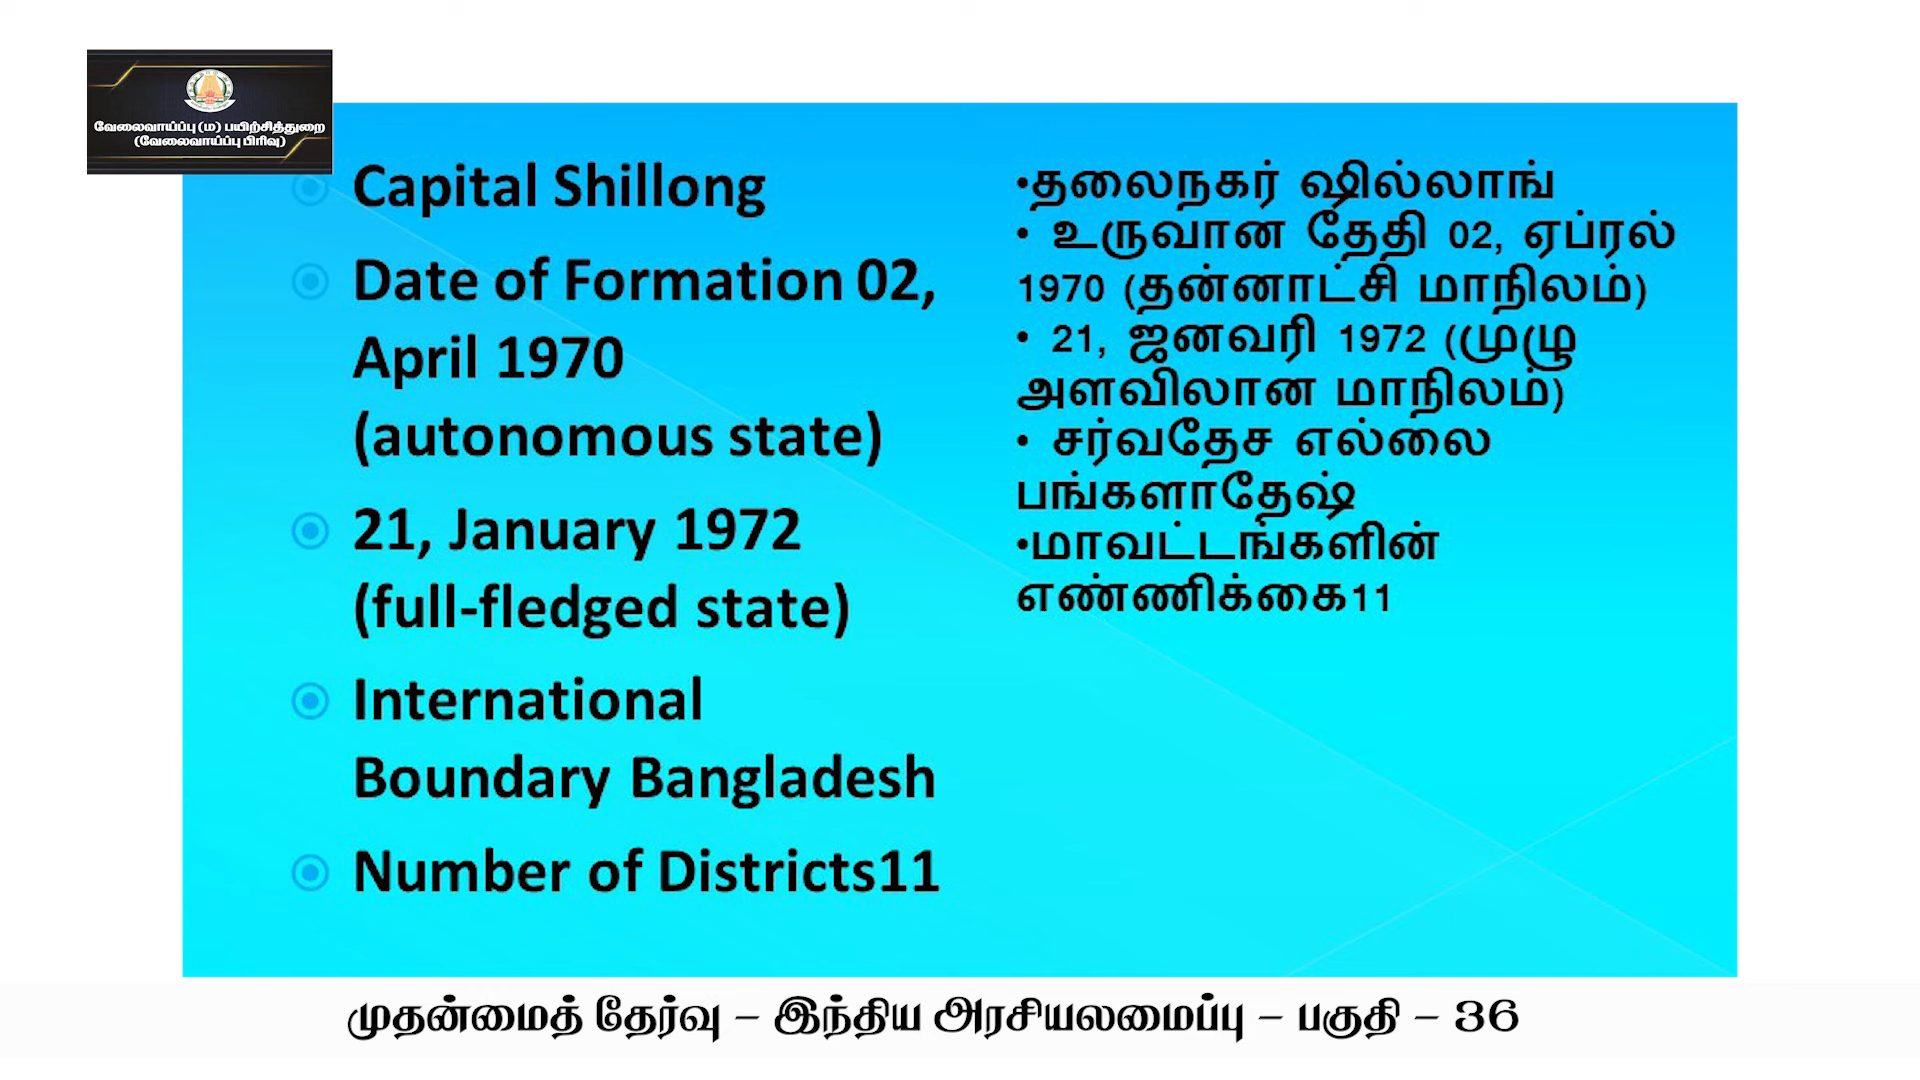 வேலைவாய்ப்பு (ம) பயிற்சித்துறை
(வேலைவாய்ப்பு பிரிவு)
Capital Shillong
Date of Formation 02,
April 1970
(autonomous state)
21, January 1972
(full-fledged state)
International
Boundary Bangladesh
Number of Districts11
•தலைநகர் ஷில்லாங்
• உருவான தேதி 02, ஏப்ரல்
1970 (தன்னாட்சி மாநிலம்)
• 21, ஜனவரி 1972 (முழு
அளவிலான மாநிலம்)
• சர்வதேச எல்லை
பங்களாதேஷ்
•மாவட்டங்களின்
எண்ணிக்கை11
முதன்மைத் தேர்வு – இந்திய அரசியலமைப்பு – பகுதி – 36